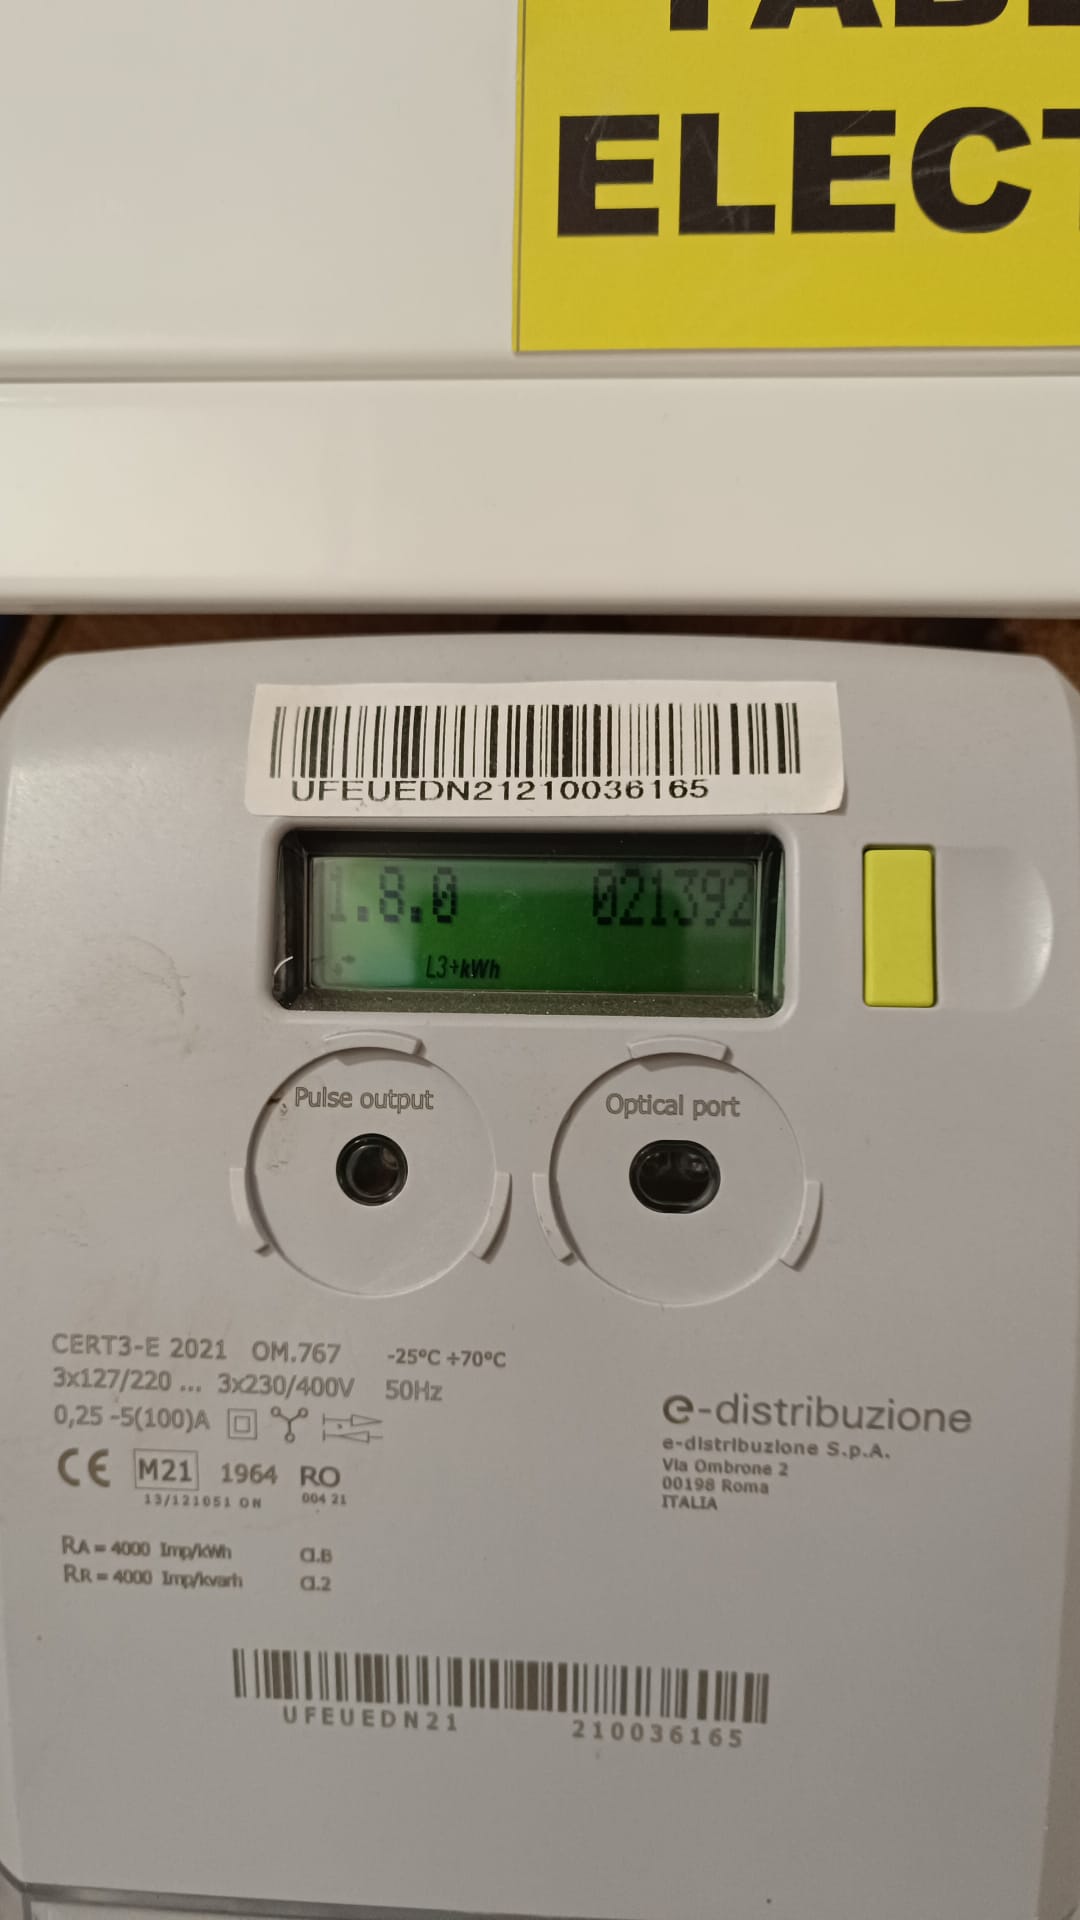 ELEC
UFEUEDN21210036165
1.8.0 021392
L3+kWh
Pulse output
Optical port
CERT3-E 2021 OM.767 -25°C ÷70°C
3x127/220 ... 3x230/400V 50Hz
0,25 -5(100)A
CE M21 1964 RO
13/121051 ON 004 21
RA = 4000 Imp/kWh Cl.B
RR = 4000 Imp/kvarh Cl.2
e-distribuzione
e-distribuzione S.p.A.
Via Ombrone 2
00198 Roma
ITALIA
UFEUEDN21 210036165